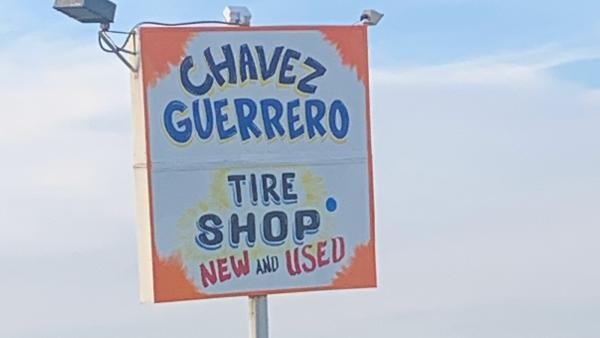 CHAVEZ
GUERRERO
TIRE
SHOP
NEW AND USED